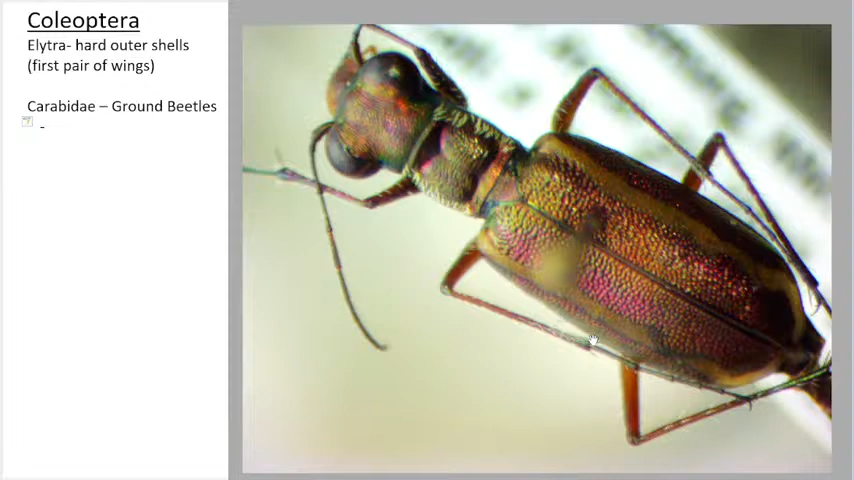 Coleoptera
Elytra- hard outer shells
(first pair of wings)
Carabidae – Ground Beetles
-